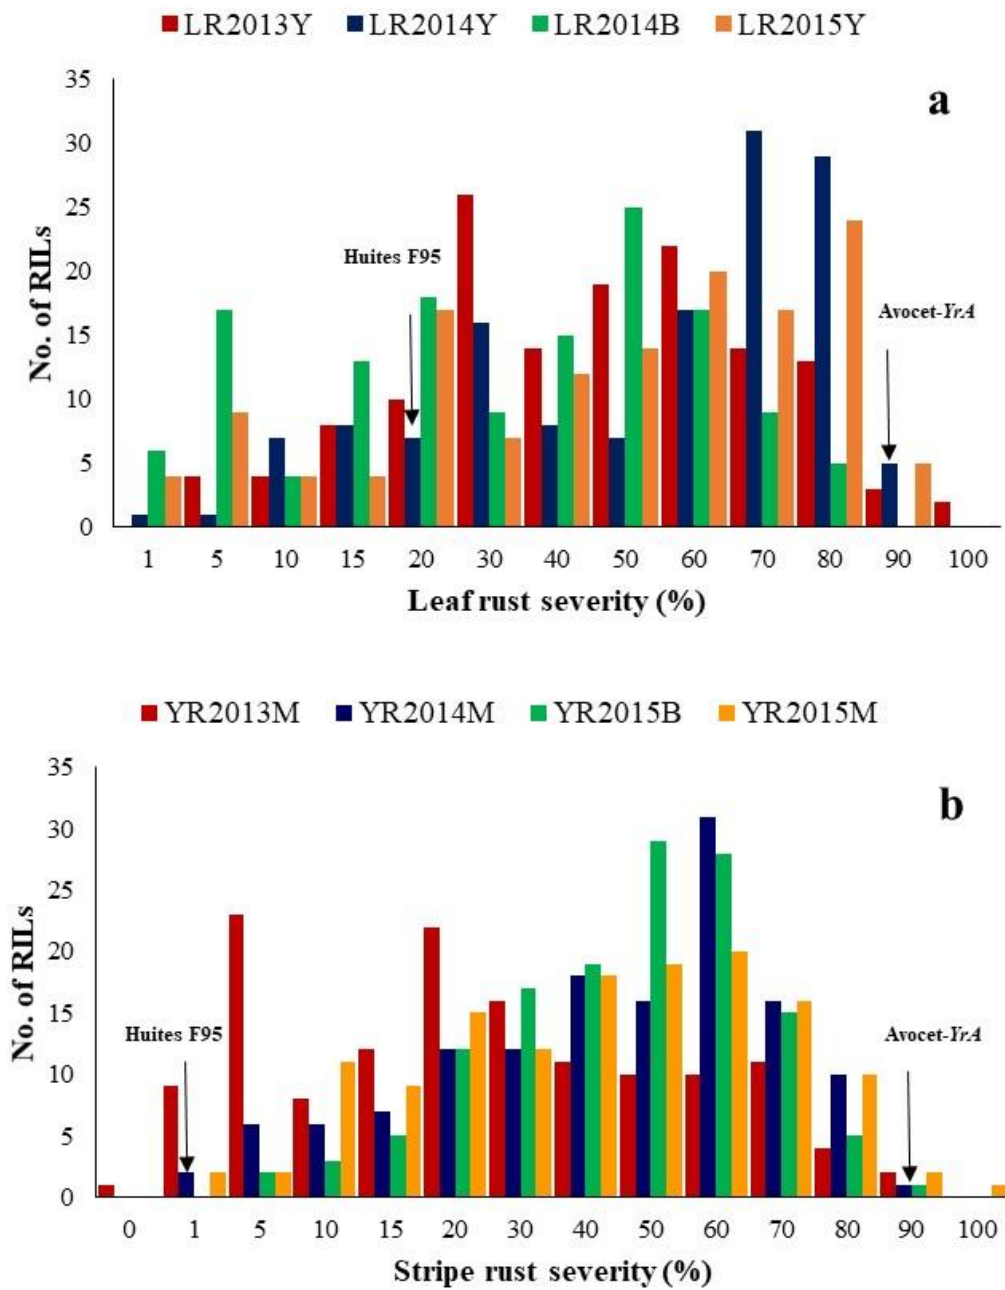 LR2013Y LR2014Y LR2014B LR2015Y
a
35
30
25
20
15
10
5
0
No. of RILs
Huites F95
Avocet-YrA
1 5 10 15 20 30 40 50 60 70 80 90 100
Leaf rust severity (%)
YR2013M YR2014M YR2015B YR2015M
b
35
30
25
20
15
10
5
0
No. of RILs
Huites F95
Avocet-YrA
0 1 5 10 15 20 30 40 50 60 70 80 90 100
Stripe rust severity (%)